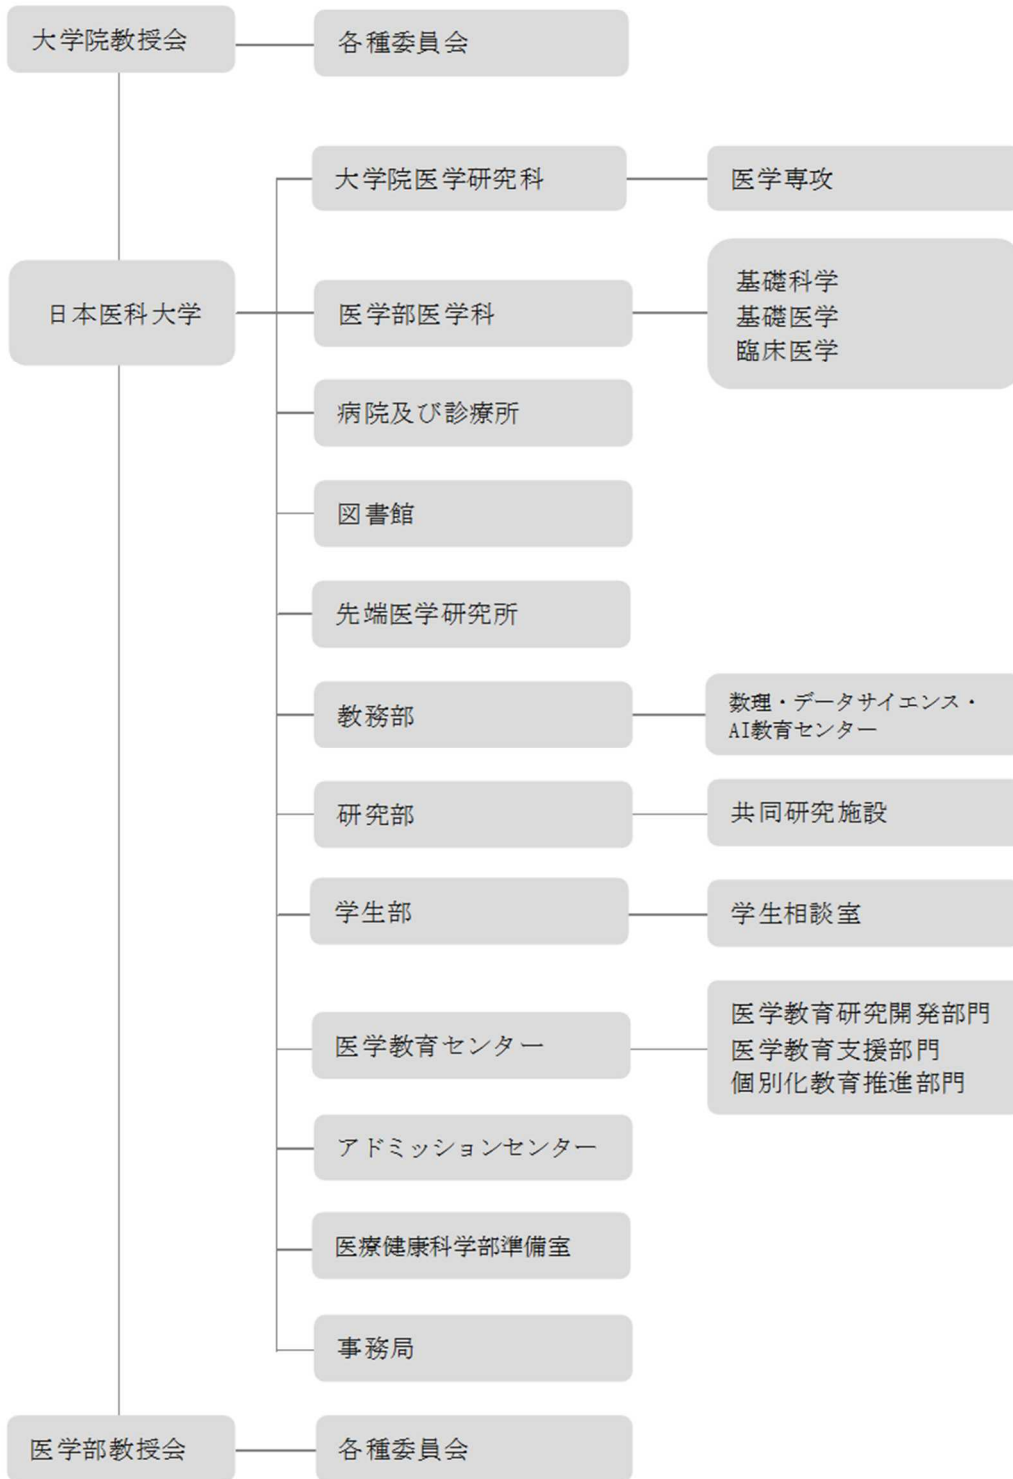 大学院教授会
各種委員会
大学院医学研究科
医学専攻
日本医科大学
医学部医学科
基礎科学
基礎医学
臨床医学
病院及び診療所
図書館
先端医学研究所
教務部
数理・データサイエンス・
AI教育センター
研究部
共同研究施設
学生部
学生相談室
医学教育センター
医学教育研究開発部門
医学教育支援部門
個別化教育推進部門
アドミッションセンター
医療健康科学部準備室
事務局
医学部教授会
各種委員会